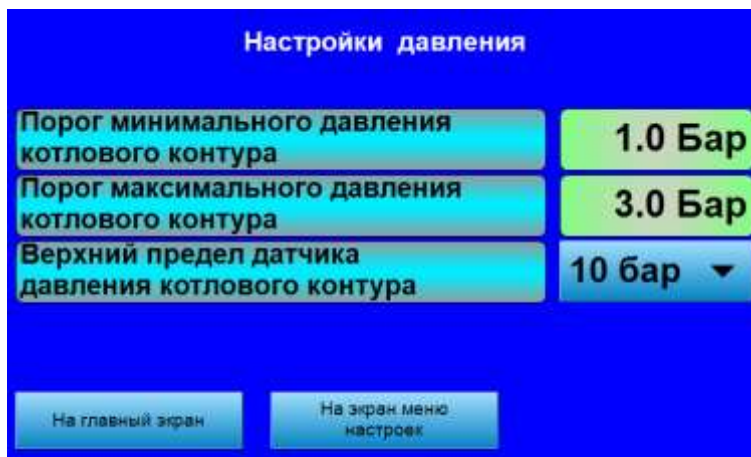 Настройки давления
Порог минимального давления
котлового контура
1.0 Бар
Порог максимального давления
котлового контура
3.0 Бар
Верхний предел датчика
давления котлового контура
10 бар
На главный экран
На экран меню
настроек